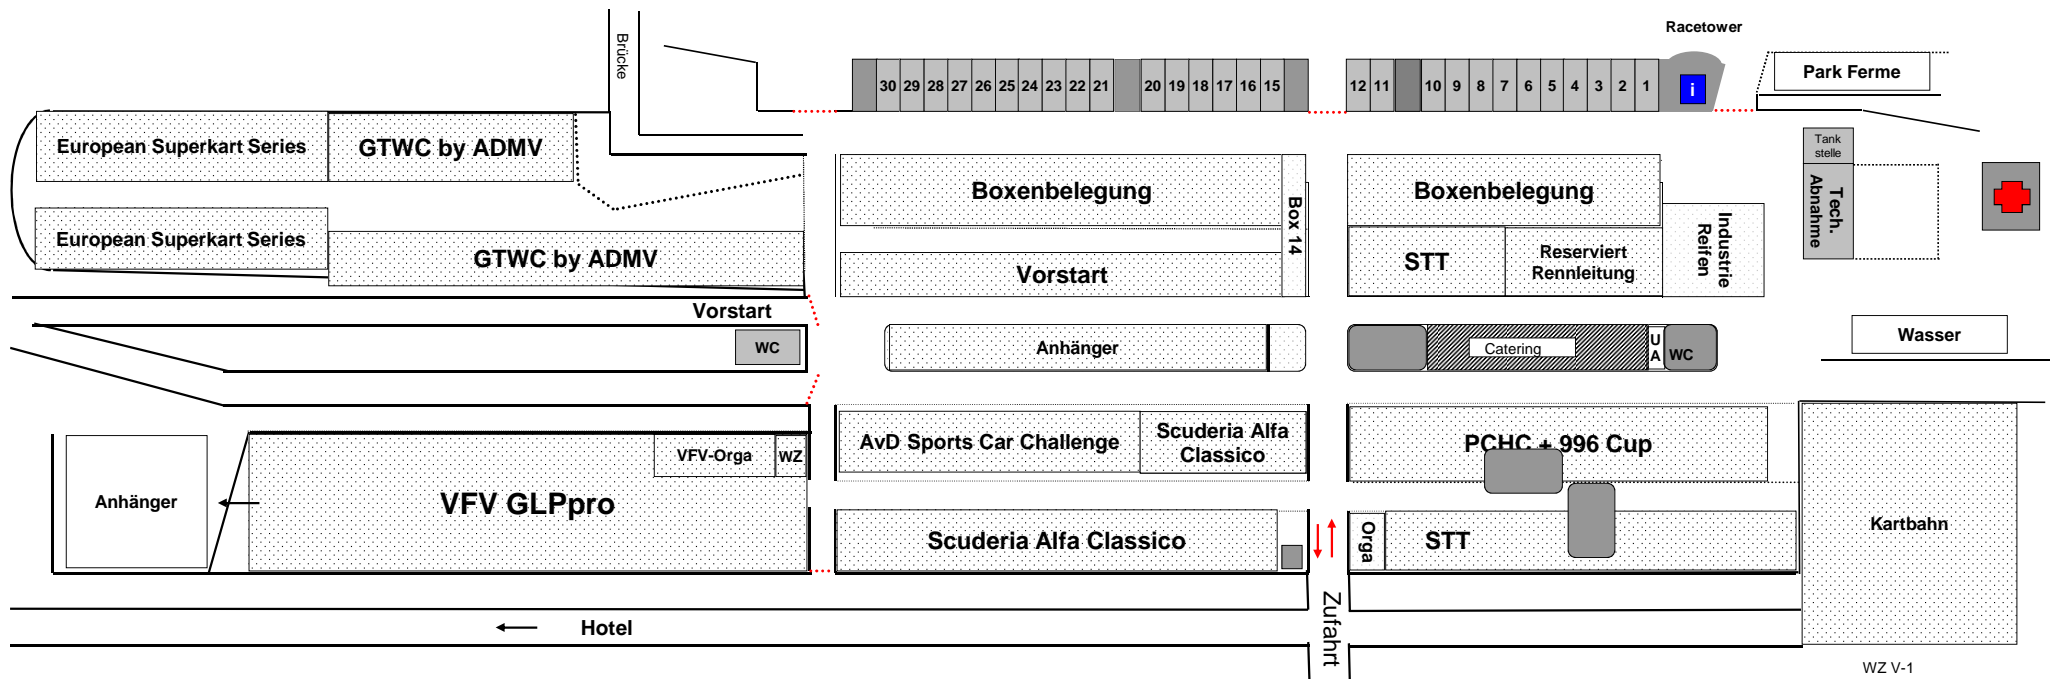 Racetower
Brücke
30 29 28 27 26 25 24 23 22 21 20 19 18 17 16 15 12 11 10 9 8 7 6 5 4 3 2 1 i
Park Ferme
European Superkart Series
GTWC by ADMV
Boxenbelegung
Box 14
Boxenbelegung
Tank
stelle
Tech.
Abnahme
European Superkart Series
GTWC by ADMV
Vorstart
STT
Reserviert
Rennleitung
Industrie
Reifen
Vorstart
WC
Anhänger
Catering
U
A
WC
Wasser
AvD Sports Car Challenge
Scuderia Alfa
Classico
PCHC + 996 Cup
VFV-Orga
WZ
Anhänger
VFV GLPpro
Scuderia Alfa Classico
Orga
STT
Kartbahn
Hotel
Zufahrt
WZ V-1